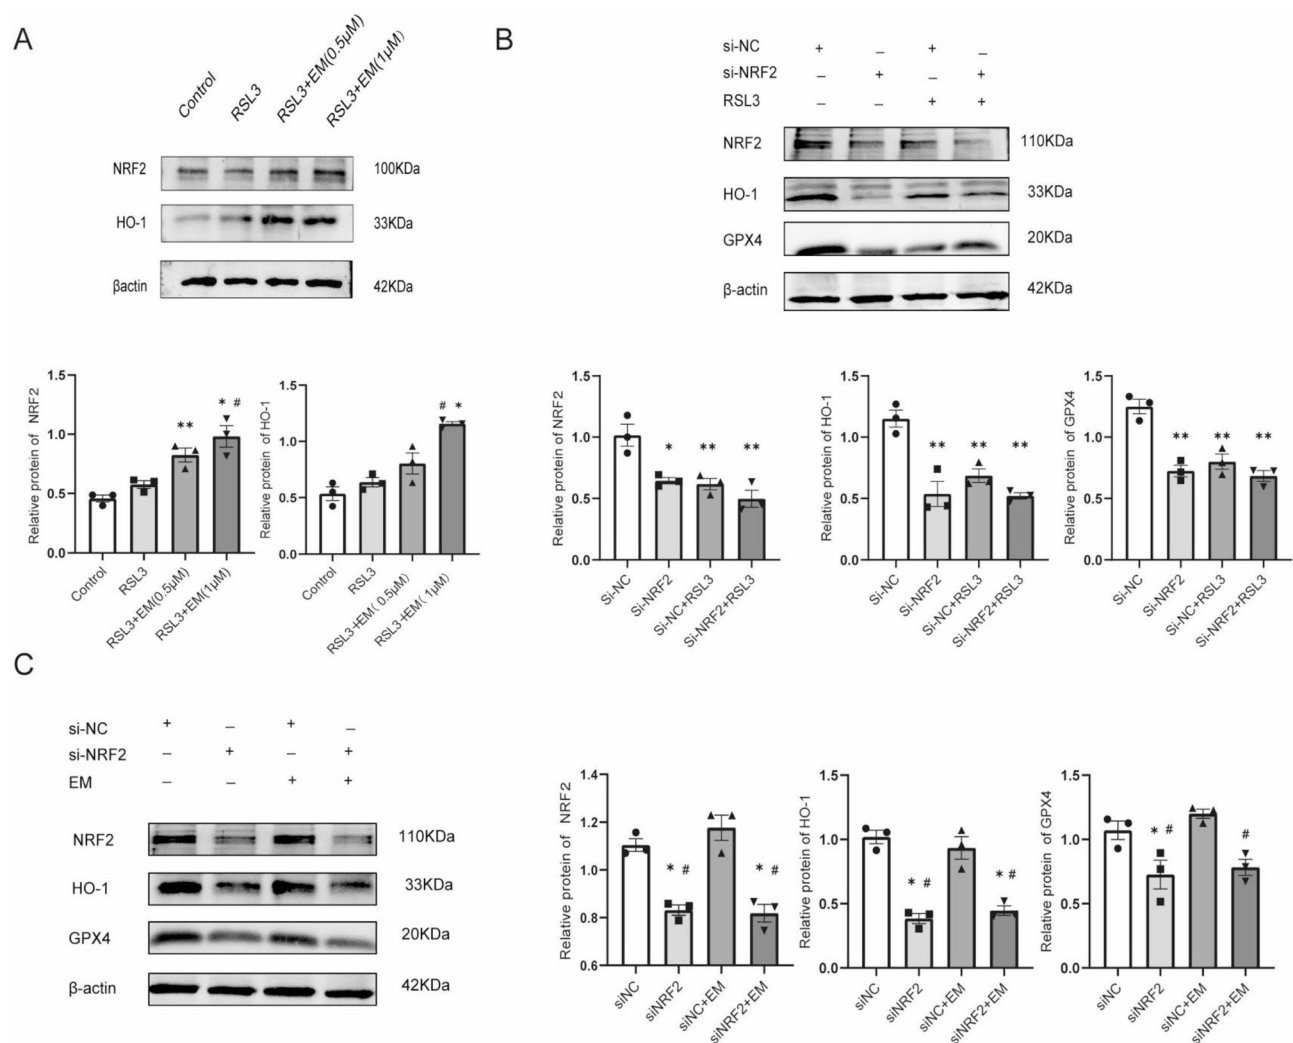 A
Control
RSL3
RSL3+EM(0.5μM)
RSL3+EM(1μM)
NRF2 100KDa
HO-1 33KDa
βactin 42KDa
Relative protein of NRF2
1.5
1.0
0.5
0.0
**
* #
Control
RSL3
RSL3+EM(0.5μM)
RSL3+EM(1μM)
Relative protein of HO-1
1.5
1.0
0.5
0.0
# *
Control
RSL3
RSL3+EM( 0.5μM)
RSL3+EM( 1μM)
B
si-NC + – + –
si-NRF2 – + – +
RSL3 – – + +
NRF2 110KDa
HO-1 33KDa
GPX4 20KDa
β-actin 42KDa
Relative protein of NRF2
1.5
1.0
0.5
0.0
* ** **
Si-NC
Si-NRF2
Si-NC+RSL3
Si-NRF2+RSL3
Relative protein of HO-1
1.5
1.0
0.5
0.0
** ** **
Si-NC
Si-NRF2
Si-NC+RSL3
Si-NRF2+RSL3
Relative protein of GPX4
1.5
1.0
0.5
0.0
** ** **
Si-NC
Si-NRF2
Si-NC+RSL3
Si-NRF2+RSL3
C
si-NC + – + –
si-NRF2 – + – +
EM – – + +
NRF2 110KDa
HO-1 33KDa
GPX4 20KDa
β-actin 42KDa
Relative protein of NRF2
1.4
1.2
1.0
0.8
0.6
* # * #
siNC
siNRF2
siNC+EM
siNRF2+EM
Relative protein of HO-1
1.5
1.0
0.5
0.0
* # * #
siNC
siNRF2
siNC+EM
siNRF2+EM
Relative protein of GPX4
1.5
1.0
0.5
0.0
* # #
siNC
siNRF2
siNC+EM
siNRF2+EM